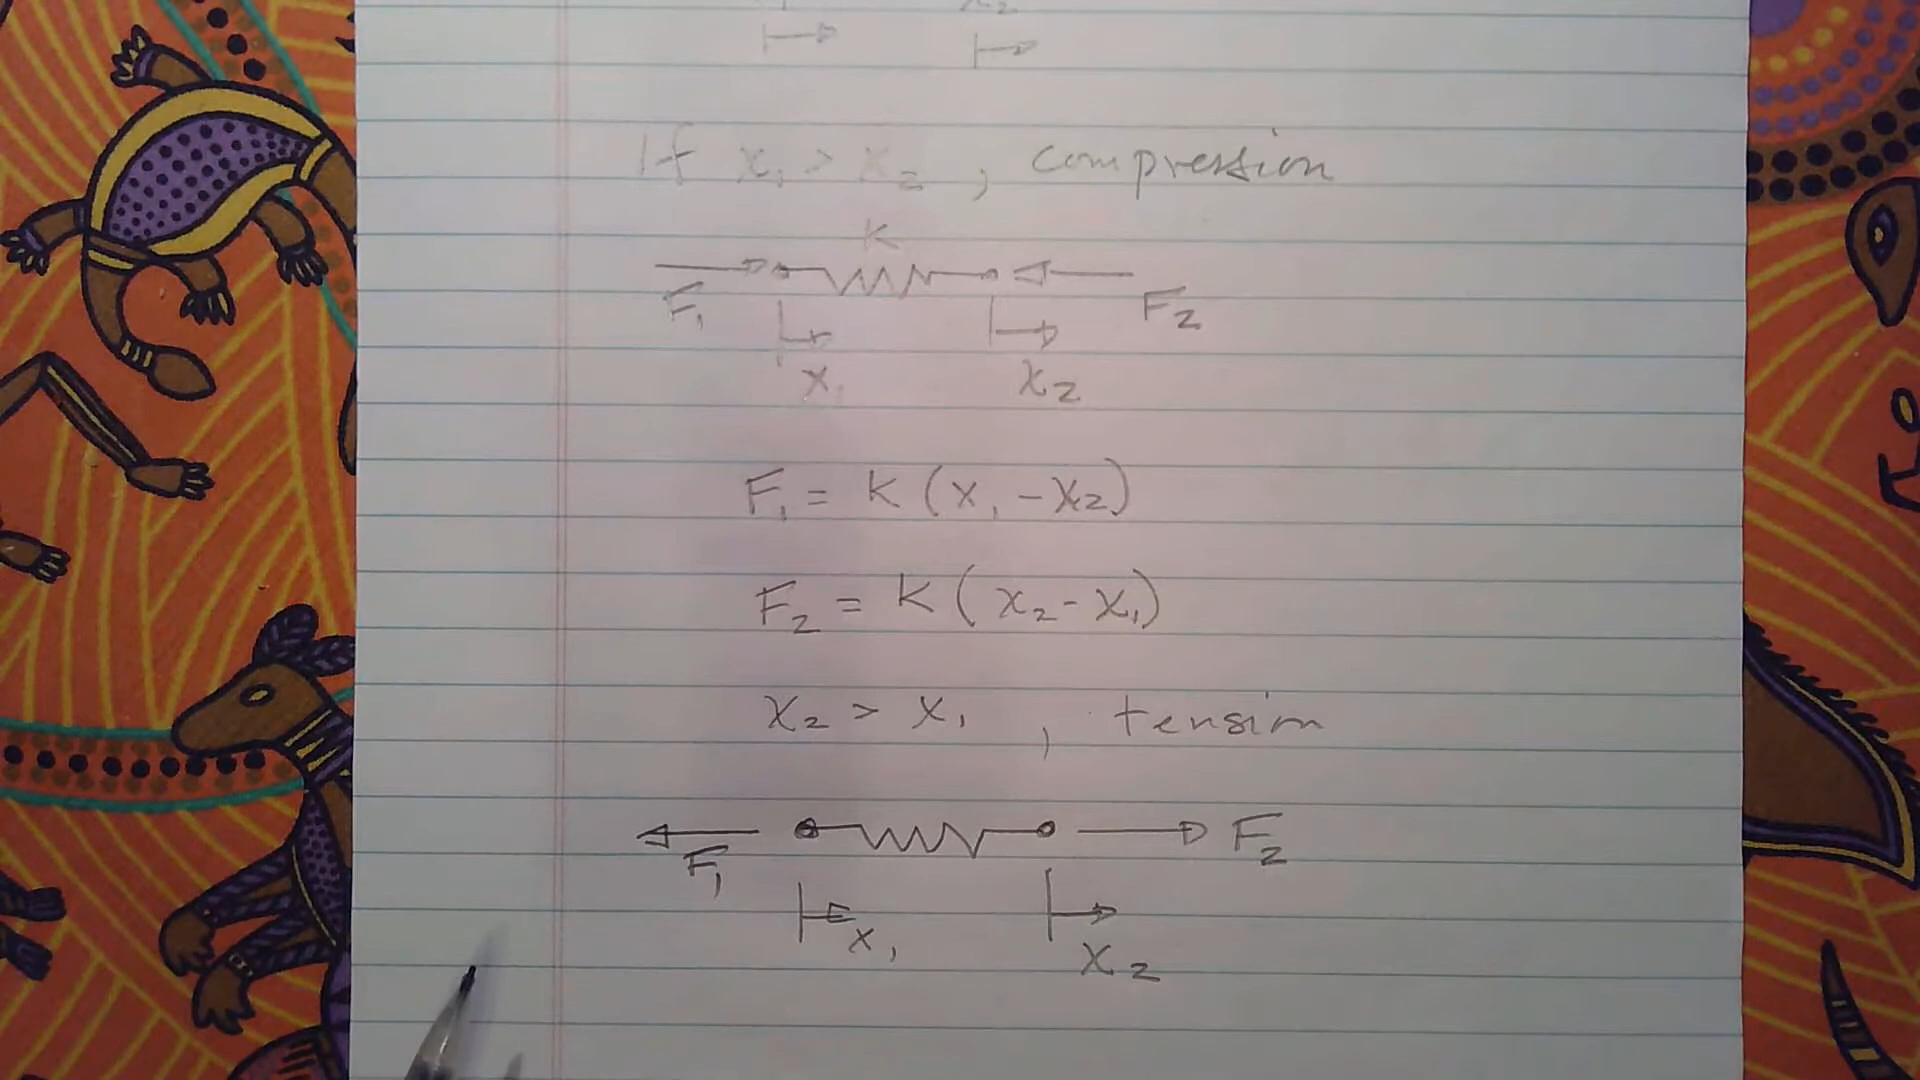 x₂
If x₁ > x₂ , compression
K
F₁ F₂
x₁ x₂
F₁ = K (x₁ - x₂)
F₂ = K (x₂ - x₁)
x₂ > x₁ , tension
F₁ F₂
x₁ x₂